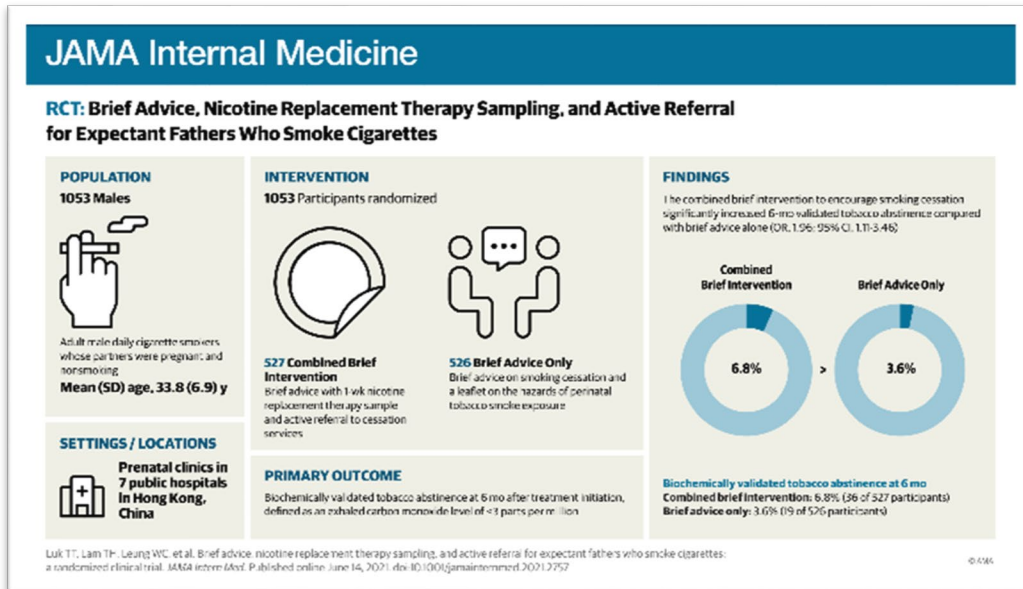 JAMA Internal Medicine
RCT: Brief Advice, Nicotine Replacement Therapy Sampling, and Active Referral
for Expectant Fathers Who Smoke Cigarettes
POPULATION
1053 Males
Adult male daily cigarette smokers
whose partners were pregnant and
nonsmoking
Mean (SD) age, 33.8 (6.9) y
SETTINGS / LOCATIONS
Prenatal clinics in
7 public hospitals
in Hong Kong,
China
INTERVENTION
1053 Participants randomized
527 Combined Brief
Intervention
Brief advice with 1-wk nicotine
replacement therapy sample
and active referral to cessation
services
526 Brief Advice Only
Brief advice on smoking cessation and
a leaflet on the hazards of perinatal
tobacco smoke exposure
PRIMARY OUTCOME
Biochemically validated tobacco abstinence at 6 mo after treatment initiation,
defined as an exhaled carbon monoxide level of <3 parts per million
FINDINGS
The combined brief intervention to encourage smoking cessation
significantly increased 6-mo validated tobacco abstinence compared
with brief advice alone (OR, 1.96; 95% CI, 1.11-3.46)
Combined
Brief Intervention
Brief Advice Only
6.8%
>
3.6%
Biochemically validated tobacco abstinence at 6 mo
Combined brief intervention: 6.8% (36 of 527 participants)
Brief advice only: 3.6% (19 of 526 participants)
Luk TT, Lam TH, Leung WC, et al. Brief advice, nicotine replacement therapy sampling, and active referral for expectant fathers who smoke cigarettes:
a randomized clinical trial. JAMA Intern Med. Published online June 14, 2021. doi:10.1001/jamainternmed.2021.2757
© AMA